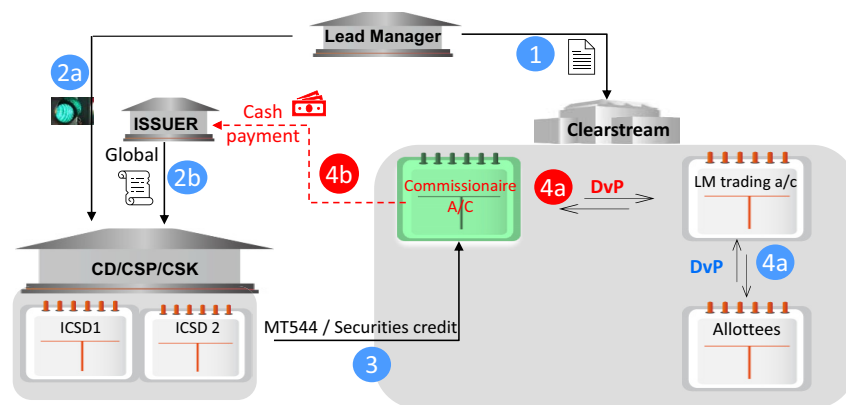 Lead Manager
1
2a
ISSUER
Cash
payment
Clearstream
Global
2b
4b
Commissionaire
A/C
4a
DvP
LM trading a/c
CD/CSP/CSK
DvP
4a
ICSD1
ICSD 2
MT544 / Securities credit
3
Allottees